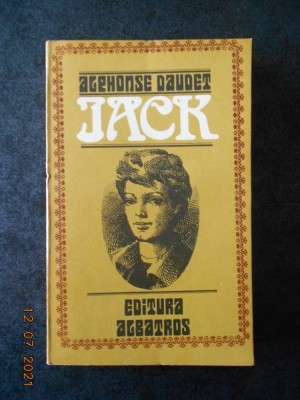 ALPHONSE DAUDET
JACK
EDITURA
ALBATROS
12.07.2021